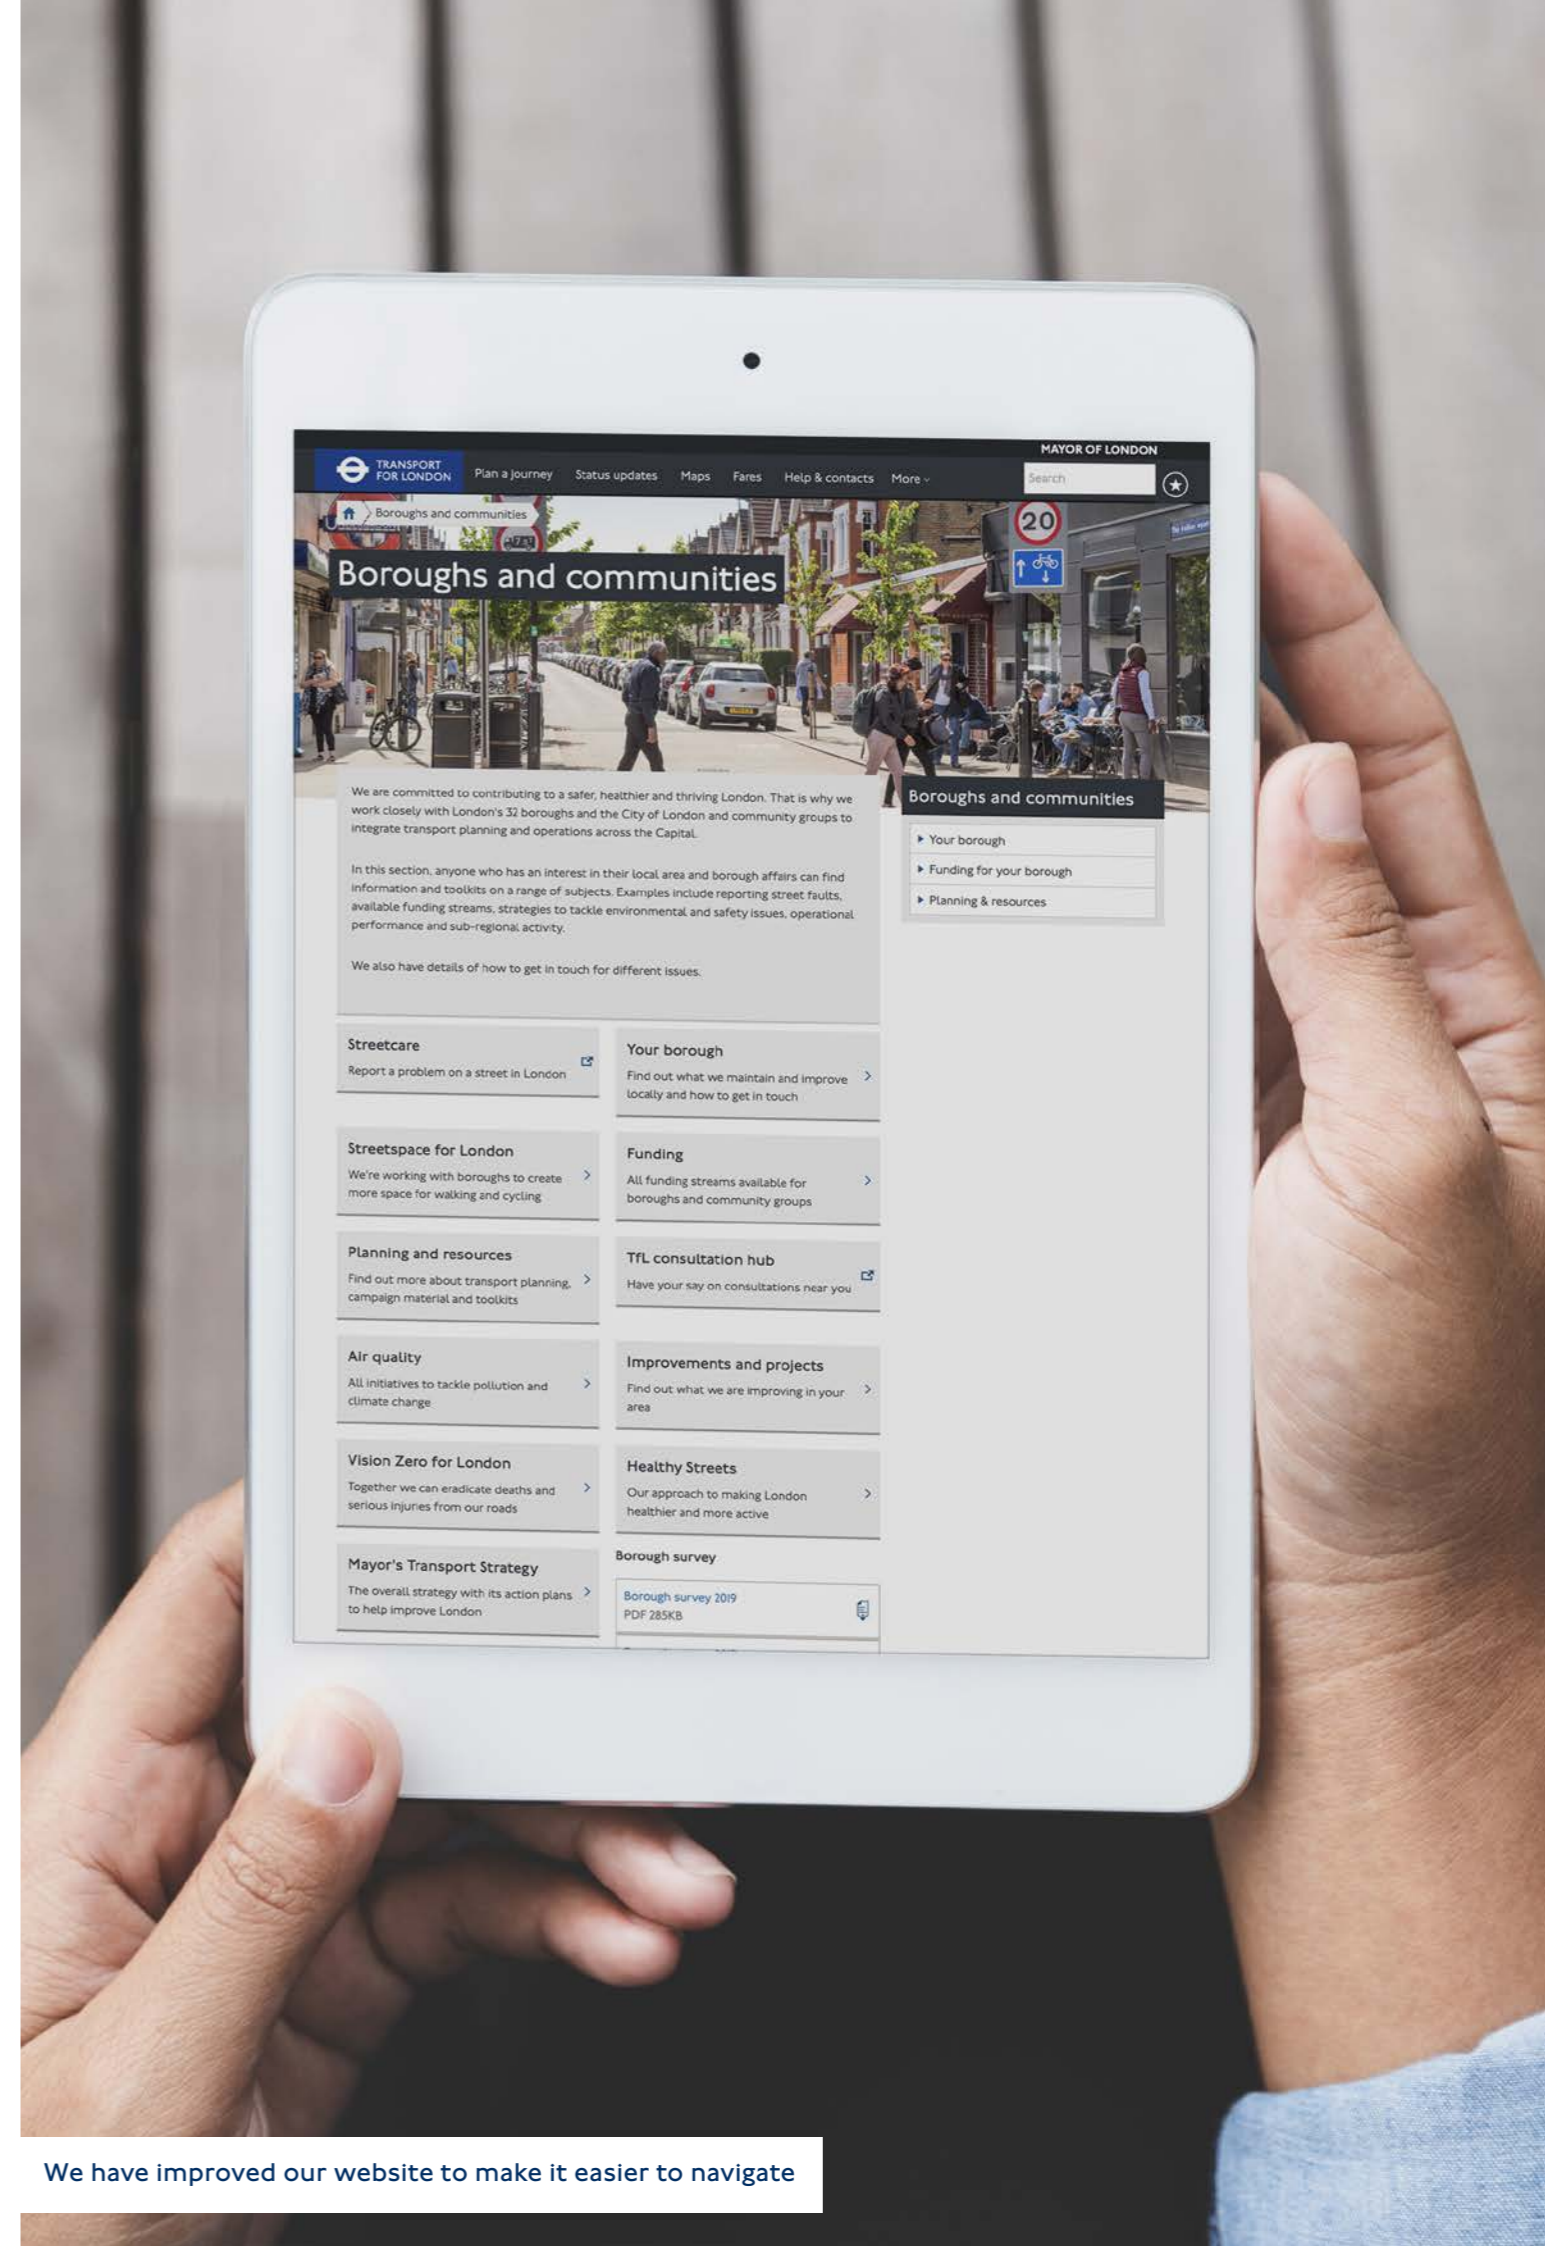 MAYOR OF LONDON
TRANSPORT
FOR LONDON
Plan a journey Status updates Maps Fares Help & contacts More
Search
Boroughs and communities
20
Boroughs and communities
We are committed to contributing to a safer, healthier and thriving London. That is why we
work closely with London's 32 boroughs and the City of London and community groups to
integrate transport planning and operations across the Capital.
In this section, anyone who has an interest in their local area and borough affairs can find
information and toolkits on a range of subjects. Examples include reporting street faults,
available funding streams, strategies to tackle environmental and safety issues, operational
performance and sub-regional activity.
We also have details of how to get in touch for different issues.
Boroughs and communities
Your borough
Funding for your borough
Planning & resources
Streetcare
Report a problem on a street in London
Your borough
Find out what we maintain and improve
locally and how to get in touch
Streetspace for London
We're working with boroughs to create
more space for walking and cycling
Funding
All funding streams available for
boroughs and community groups
Planning and resources
Find out more about transport planning,
campaign material and toolkits
TfL consultation hub
Have your say on consultations near you
Air quality
All initiatives to tackle pollution and
climate change
Improvements and projects
Find out what we are improving in your
area
Vision Zero for London
Together we can eradicate deaths and
serious injuries from our roads
Healthy Streets
Our approach to making London
healthier and more active
Mayor's Transport Strategy
The overall strategy with its action plans
to help improve London
Borough survey
Borough survey 2019
PDF 285KB
We have improved our website to make it easier to navigate